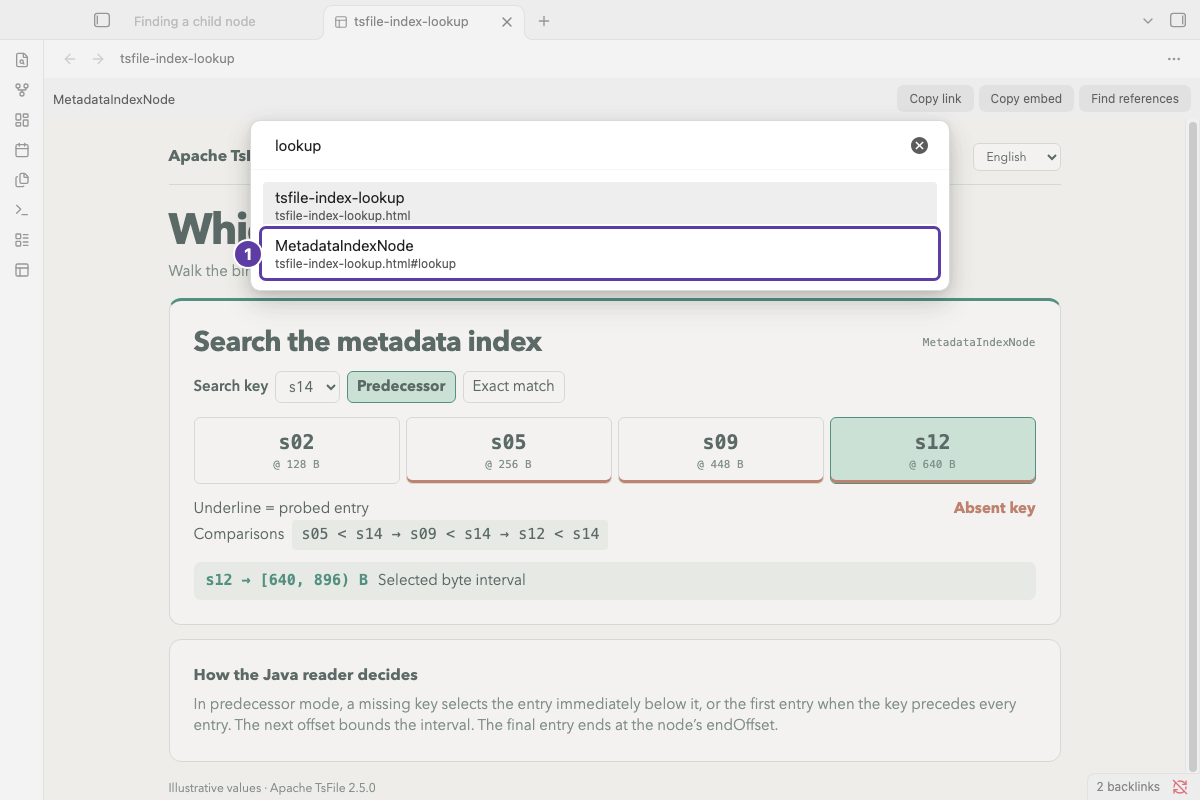 Finding a child node
tsfile-index-lookup
tsfile-index-lookup
MetadataIndexNode
Copy link
Copy embed
Find references
lookup
tsfile-index-lookup
tsfile-index-lookup.html
1
MetadataIndexNode
tsfile-index-lookup.html#lookup
Apache
English
Walk the
Search the metadata index
MetadataIndexNode
Search key s14 Predecessor Exact match
s02
@ 128 B
s05
@ 256 B
s09
@ 448 B
s12
@ 640 B
Underline = probed entry
Absent key
Comparisons s05 < s14 → s09 < s14 → s12 < s14
s12 → [640, 896) B Selected byte interval
How the Java reader decides
In predecessor mode, a missing key selects the entry immediately below it, or the first entry when the key precedes every
entry. The next offset bounds the interval. The final entry ends at the node’s endOffset.
Illustrative values · Apache TsFile 2.5.0
2 backlinks